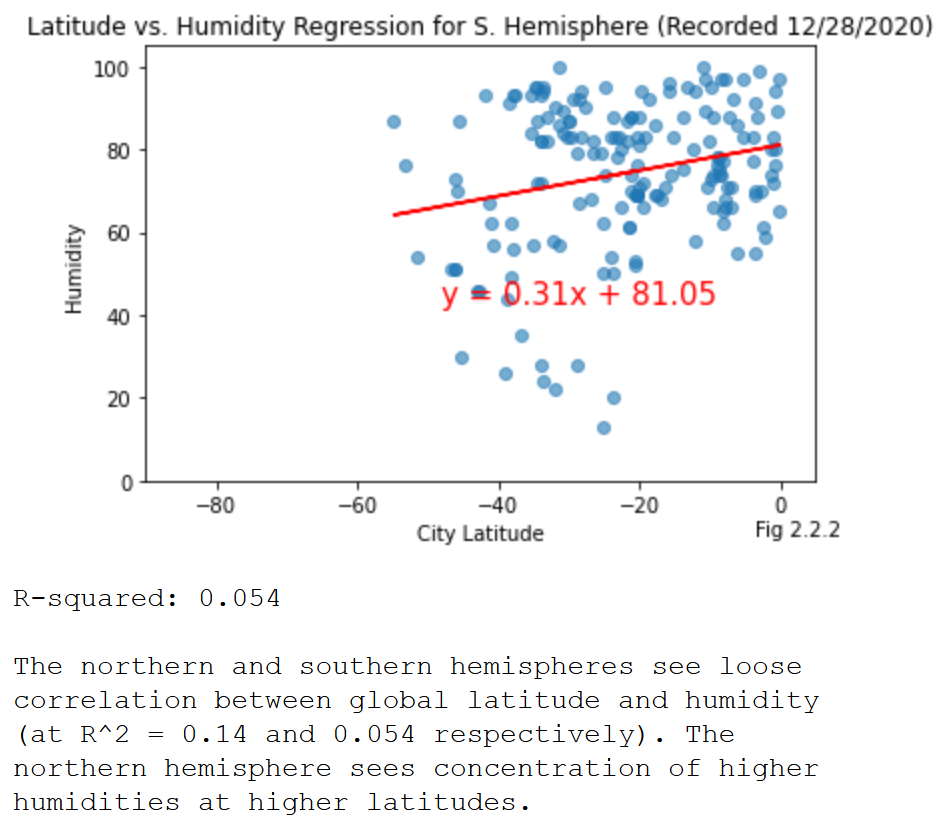 Latitude vs. Humidity Regression for S. Hemisphere (Recorded 12/28/2020)
100
80
60
40
20
0
Humidity
y = 0.31x + 81.05
−80 −60 −40 −20 0
City Latitude
Fig 2.2.2
R-squared: 0.054
The northern and southern hemispheres see loose
correlation between global latitude and humidity
(at R^2 = 0.14 and 0.054 respectively). The
northern hemisphere sees concentration of higher
humidities at higher latitudes.